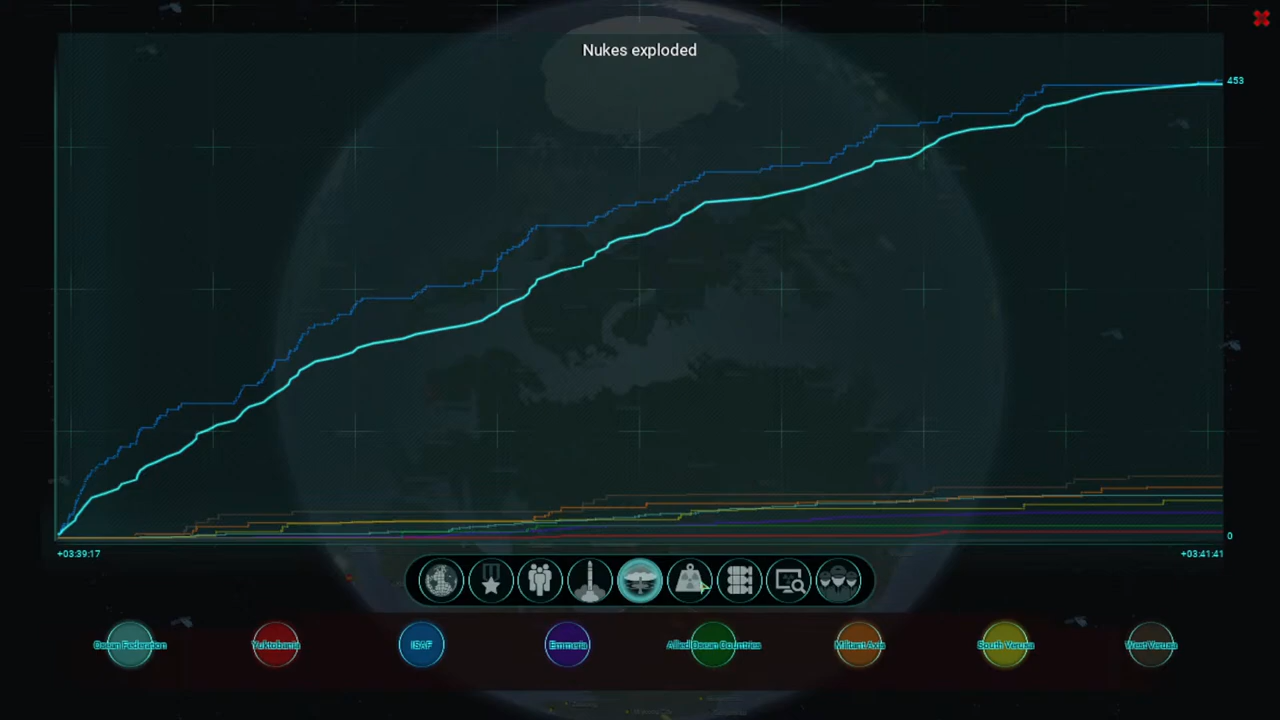 Nukes exploded
453
0
+03:39:17
+03:41:41
Osean Federation
Yuktobania
ISAF
Emmeria
Allied Osean Countries
Militant Axis
South Verusa
West Verusa